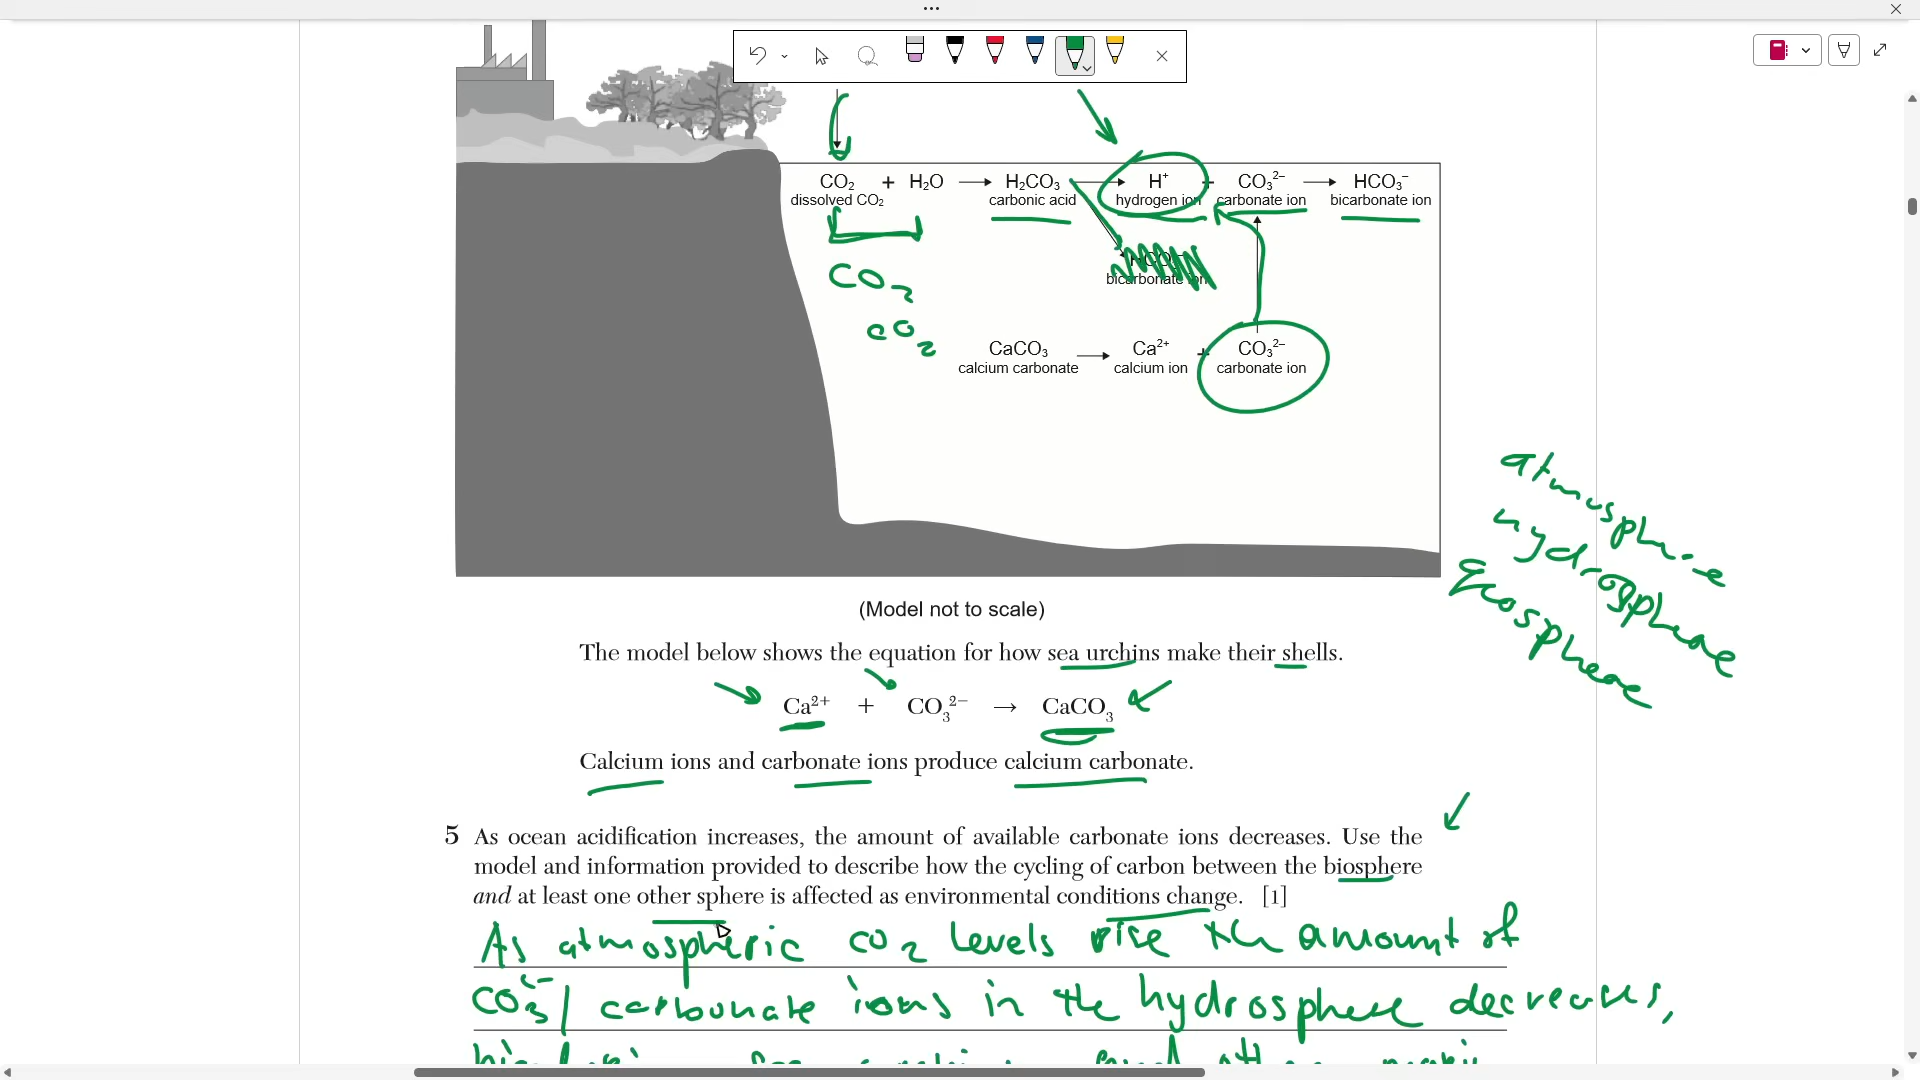 CO₂ + H₂O → H₂CO₃ → H⁺ + CO₃²⁻ → HCO₃⁻
dissolved CO₂ carbonic acid hydrogen ion carbonate ion bicarbonate ion
bicarbonate ion
CO₂
CO₂
CaCO₃ → Ca²⁺ + CO₃²⁻
calcium carbonate calcium ion carbonate ion
atmosphere
hydrosphere
geosphere
(Model not to scale)
The model below shows the equation for how sea urchins make their shells.
Ca²⁺ + CO₃²⁻ → CaCO₃
Calcium ions and carbonate ions produce calcium carbonate.
5 As ocean acidification increases, the amount of available carbonate ions decreases. Use the
model and information provided to describe how the cycling of carbon between the biosphere
and at least one other sphere is affected as environmental conditions change. [1]
As atmospheric CO₂ levels rise the amount of
CO₃²⁻/ carbonate ions in the hydrosphere decreases,